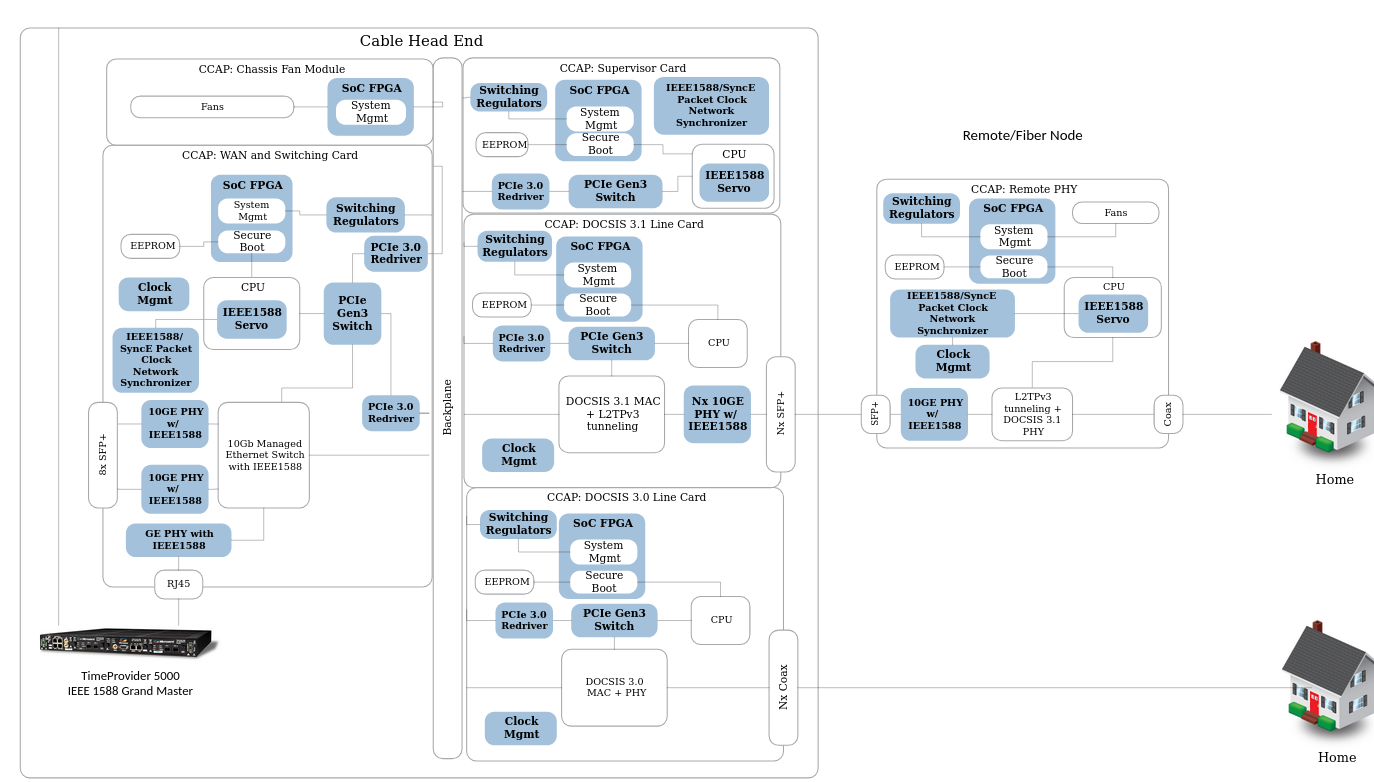 Cable Head End
CCAP: Chassis Fan Module
Fans
SoC FPGA
System
Mgmt
CCAP: WAN and Switching Card
SoC FPGA
System
Mgmt
Secure
Boot
Switching
Regulators
EEPROM
PCIe 3.0
Redriver
Clock
Mgmt
CPU
IEEE1588
Servo
PCIe
Gen3
Switch
IEEE1588/
SyncE Packet
Clock
Network
Synchronizer
PCIe 3.0
Redriver
8x SFP+
10GE PHY
w/
IEEE1588
10GE PHY
w/
IEEE1588
10Gb Managed
Ethernet Switch
with IEEE1588
GE PHY with
IEEE1588
RJ45
TimeProvider 5000
IEEE 1588 Grand Master
Backplane
CCAP: Supervisor Card
Switching
Regulators
SoC FPGA
System
Mgmt
Secure
Boot
IEEE1588/SyncE
Packet Clock
Network
Synchronizer
EEPROM
CPU
IEEE1588
Servo
PCIe 3.0
Redriver
PCIe Gen3
Switch
CCAP: DOCSIS 3.1 Line Card
Switching
Regulators
SoC FPGA
System
Mgmt
Secure
Boot
EEPROM
PCIe 3.0
Redriver
PCIe Gen3
Switch
CPU
DOCSIS 3.1 MAC
+ L2TPv3
tunneling
Nx 10GE
PHY w/
IEEE1588
Nx SFP+
Clock
Mgmt
CCAP: DOCSIS 3.0 Line Card
Switching
Regulators
SoC FPGA
System
Mgmt
Secure
Boot
EEPROM
PCIe 3.0
Redriver
PCIe Gen3
Switch
CPU
DOCSIS 3.0
MAC + PHY
Nx Coax
Clock
Mgmt
Remote/Fiber Node
CCAP: Remote PHY
Switching
Regulators
SoC FPGA
System
Mgmt
Secure
Boot
Fans
EEPROM
IEEE1588/SyncE
Packet Clock
Network
Synchronizer
CPU
IEEE1588
Servo
Clock
Mgmt
SFP+
10GE PHY
w/
IEEE1588
L2TPv3
tunneling +
DOCSIS 3.1
PHY
Coax
Home
Home